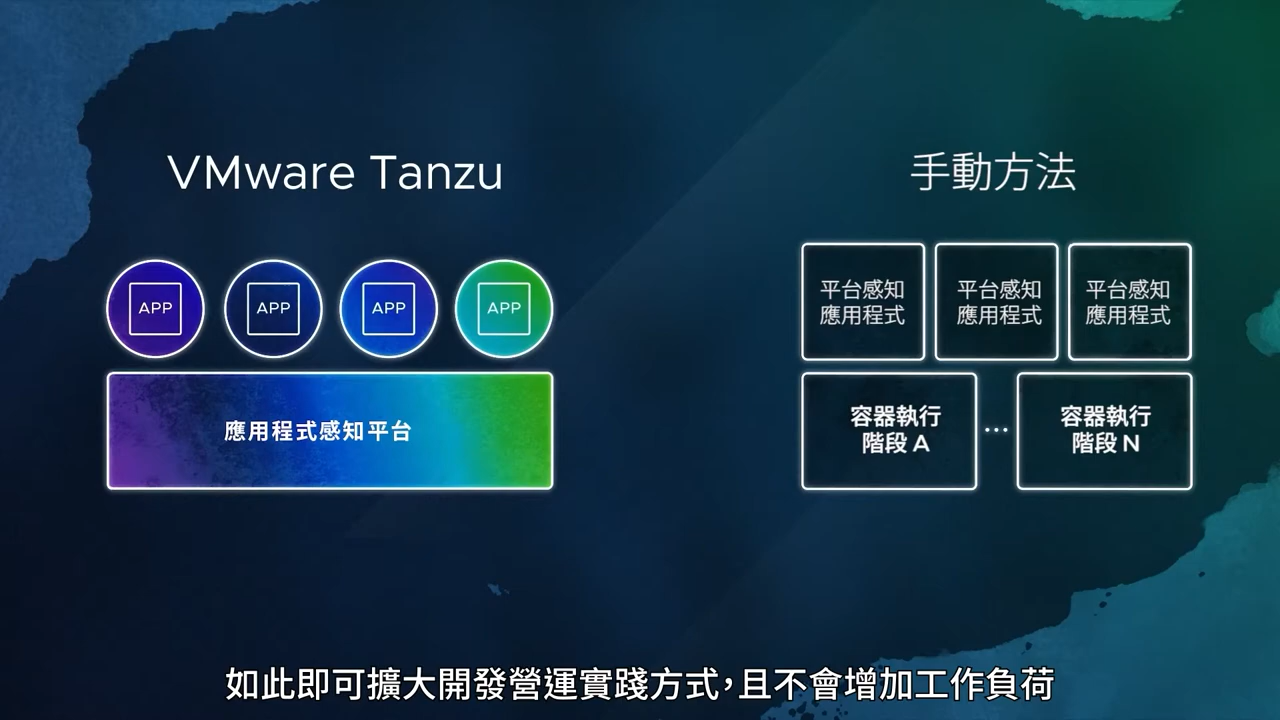 VMware Tanzu
APP
APP
APP
APP
應用程式感知平台
手動方法
平台感知
應用程式
平台感知
應用程式
平台感知
應用程式
容器執行
階段 A
...
容器執行
階段 N
如此即可擴大開發營運實踐方式，且不會增加工作負荷